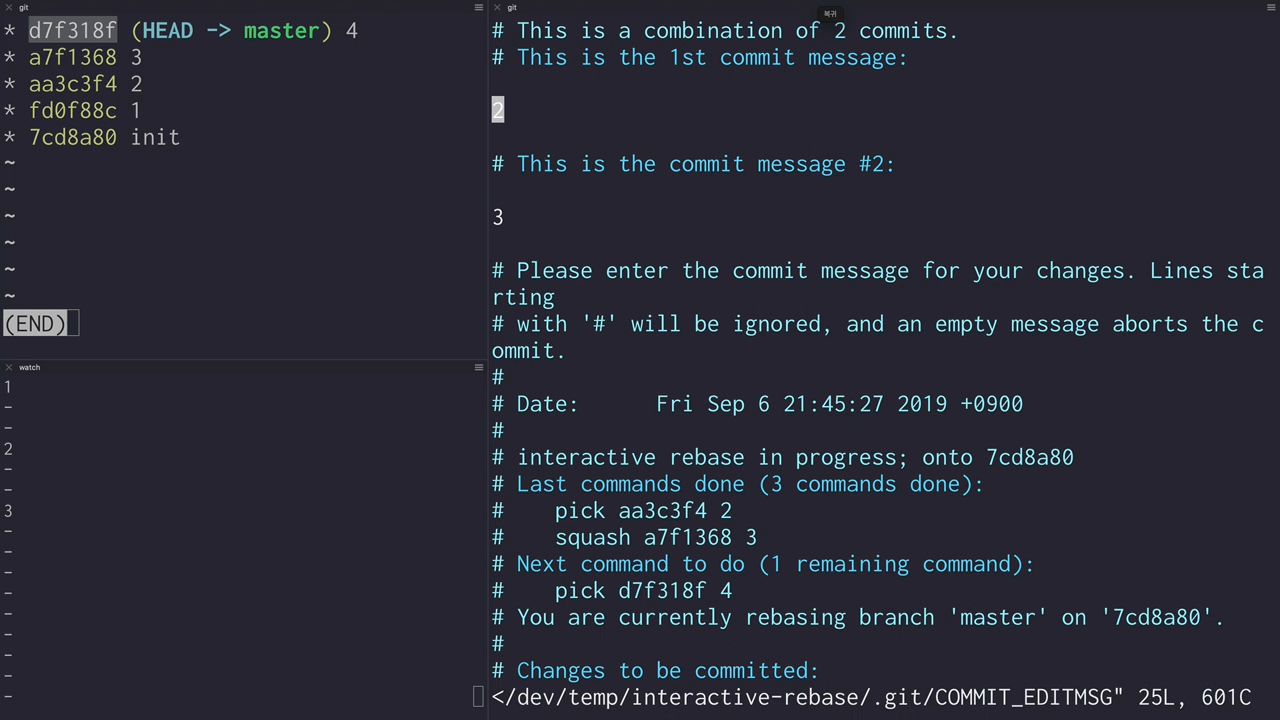 git
* d7f318f (HEAD -> master) 4
* a7f1368 3
* aa3c3f4 2
* fd0f88c 1
* 7cd8a80 init
~
~
~
~
~
~
(END)
watch
1
-
-
2
-
-
3
-
-
-
-
-
-
-
-
-
git
복귀
# This is a combination of 2 commits.
# This is the 1st commit message:
2
# This is the commit message #2:
3
# Please enter the commit message for your changes. Lines sta
rting
# with '#' will be ignored, and an empty message aborts the c
ommit.
#
# Date:      Fri Sep 6 21:45:27 2019 +0900
#
# interactive rebase in progress; onto 7cd8a80
# Last commands done (3 commands done):
#    pick aa3c3f4 2
#    squash a7f1368 3
# Next command to do (1 remaining command):
#    pick d7f318f 4
# You are currently rebasing branch 'master' on '7cd8a80'.
#
# Changes to be committed:
</dev/temp/interactive-rebase/.git/COMMIT_EDITMSG" 25L, 601C